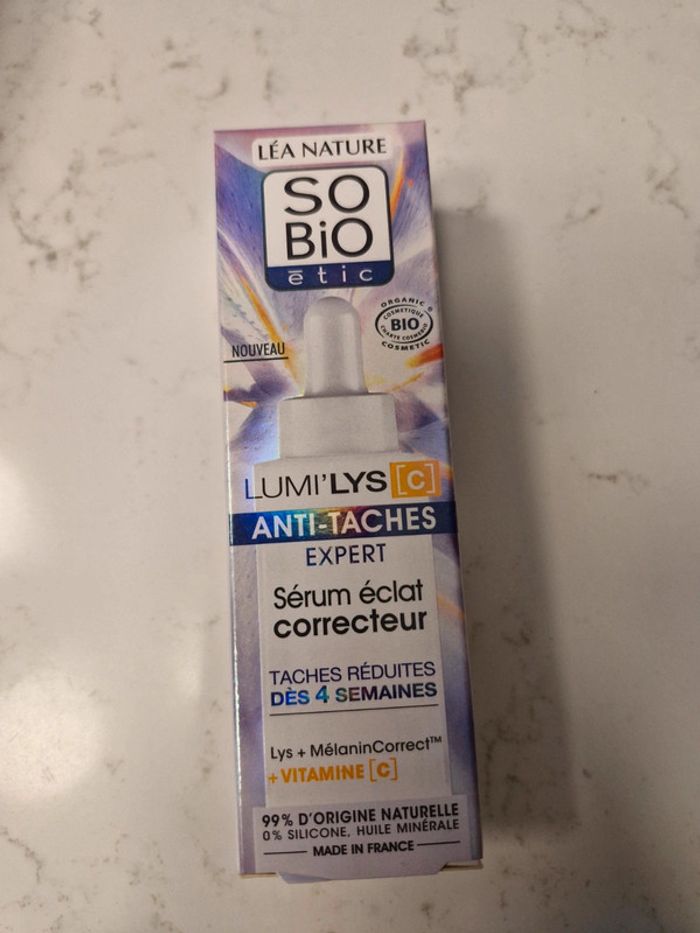 LÉA NATURE
SO
BiO
ētic
ORGANIC
COSMETIQUE
BIO
CHARTE COSMEBIO
COSMETIC
NOUVEAU
LUMI'LYS [C]
ANTI-TACHES
EXPERT
Sérum éclat
correcteur
TACHES RÉDUITES
DÈS 4 SEMAINES
Lys + MélaninCorrect™
+ VITAMINE [C]
99% D'ORIGINE NATURELLE
0% SILICONE, HUILE MINÉRALE
MADE IN FRANCE